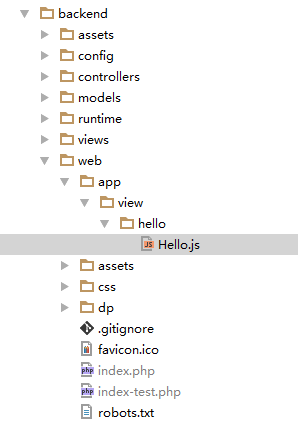 backend
assets
config
controllers
models
runtime
views
web
app
view
hello
JS Hello.js
assets
css
dp
.gitignore
favicon.ico
php index.php
php index-test.php
robots.txt